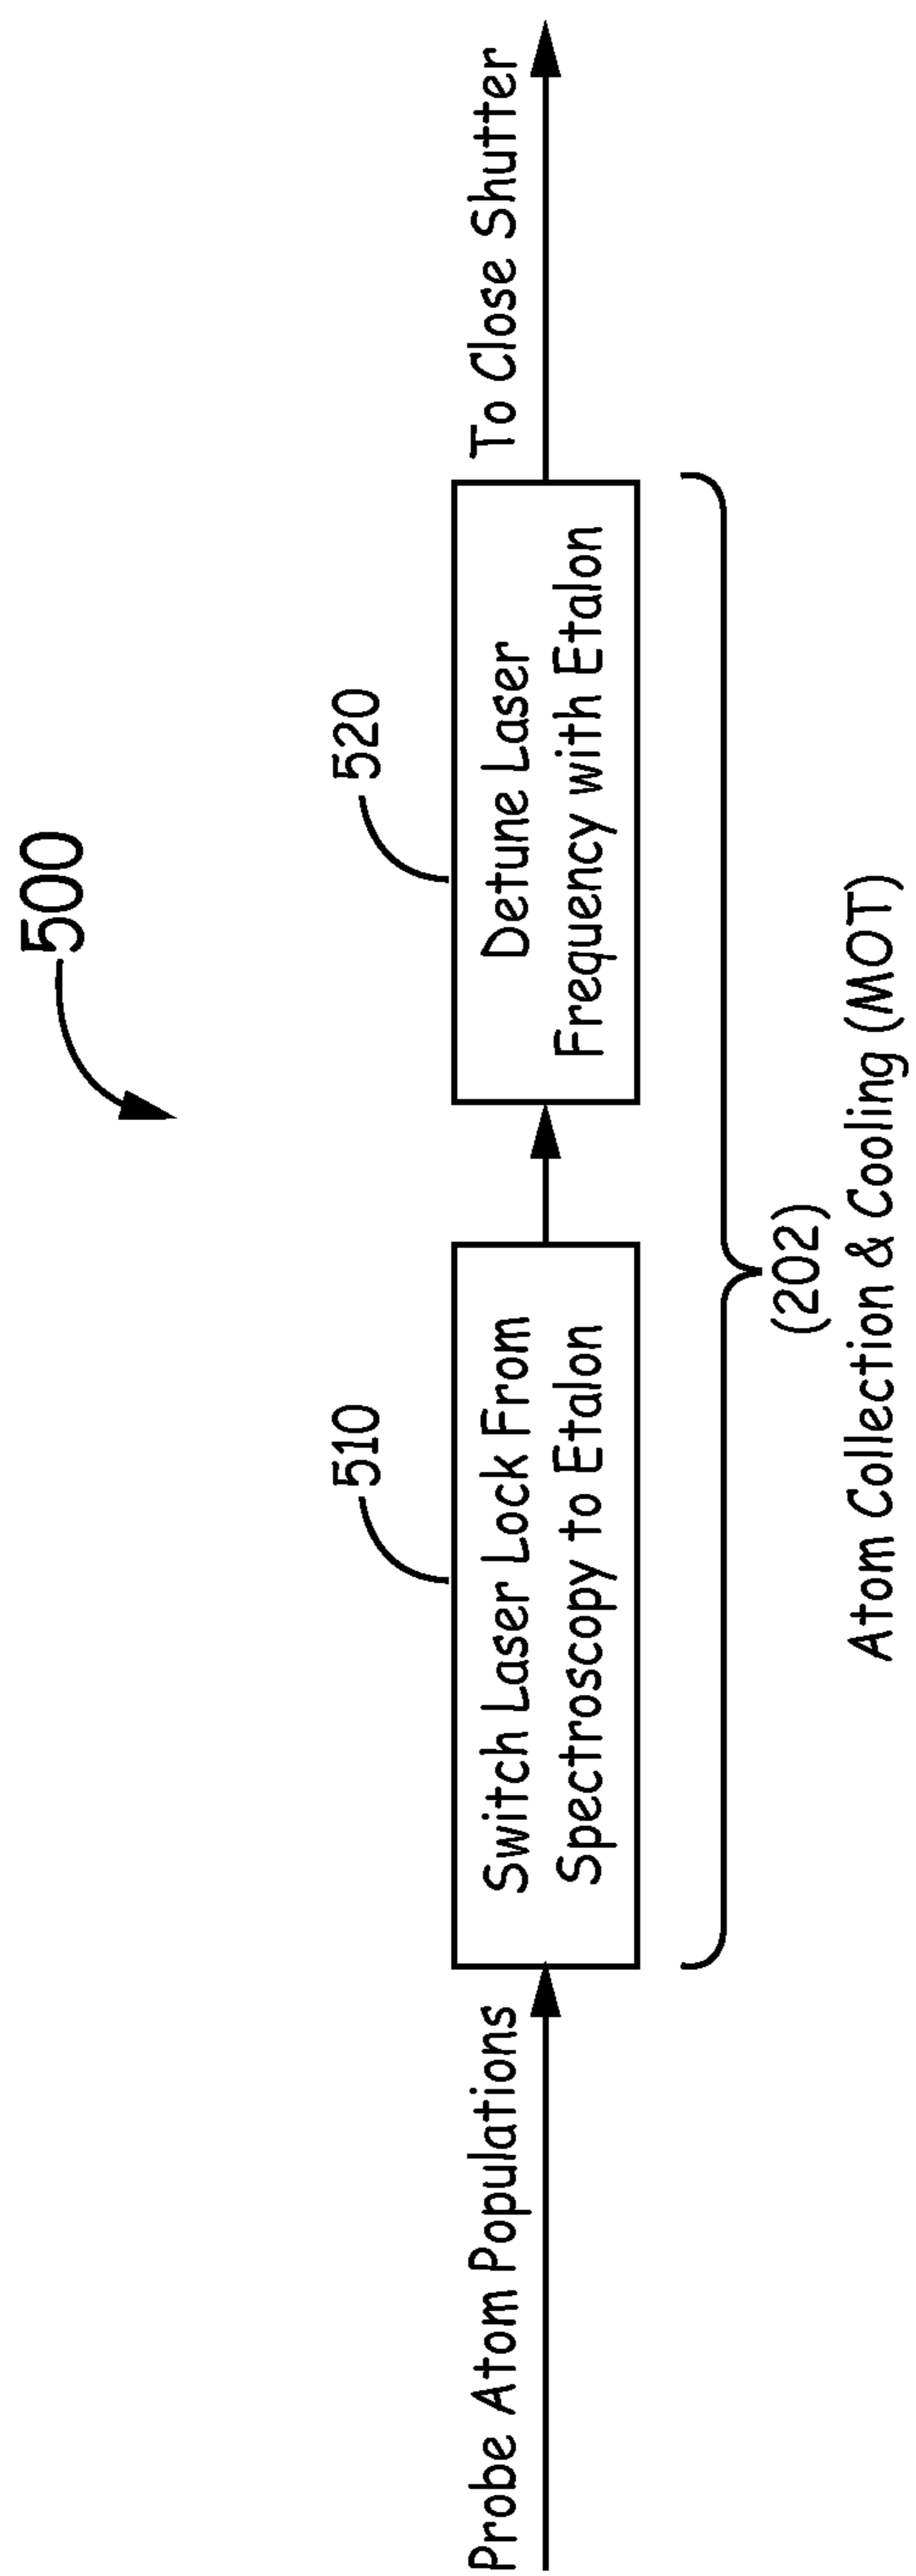 500
510
520
Probe Atom Populations
Switch Laser Lock From
Spectroscopy to Etalon
Detune Laser
Frequency with Etalon
To Close Shutter
(202)
Atom Collection & Cooling (MOT)